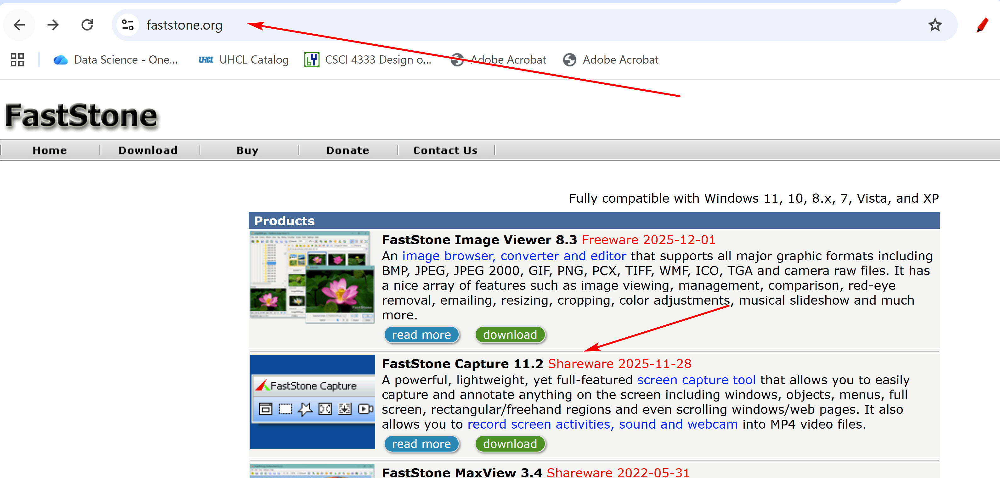 faststone.org
Data Science - One...
UHCL
UHCL Catalog
CSCI 4333 Design o...
Adobe Acrobat
Adobe Acrobat
FastStone
Home
Download
Buy
Donate
Contact Us
Fully compatible with Windows 11, 10, 8.x, 7, Vista, and XP
Products
FastStone Image Viewer 8.3 Freeware 2025-12-01
An image browser, converter and editor that supports all major graphic formats including
BMP, JPEG, JPEG 2000, GIF, PNG, PCX, TIFF, WMF, ICO, TGA and camera raw files. It has
a nice array of features such as image viewing, management, comparison, red-eye
removal, emailing, resizing, cropping, color adjustments, musical slideshow and much
more.
read more
download
FastStone Capture
FastStone Capture 11.2 Shareware 2025-11-28
A powerful, lightweight, yet full-featured screen capture tool that allows you to easily
capture and annotate anything on the screen including windows, objects, menus, full
screen, rectangular/freehand regions and even scrolling windows/web pages. It also
allows you to record screen activities, sound and webcam into MP4 video files.
read more
download
FastStone MaxView 3.4 Shareware 2022-05-31